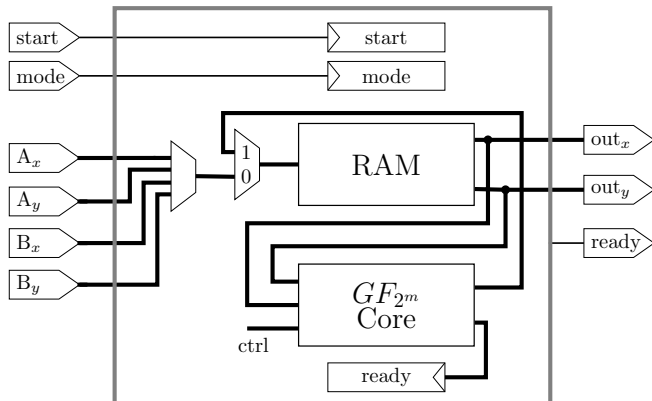 start
start
mode
mode
A_x
1
0
RAM
out_x
A_y
out_y
B_x
ready
B_y
GF_{2^m}
Core
ctrl
ready